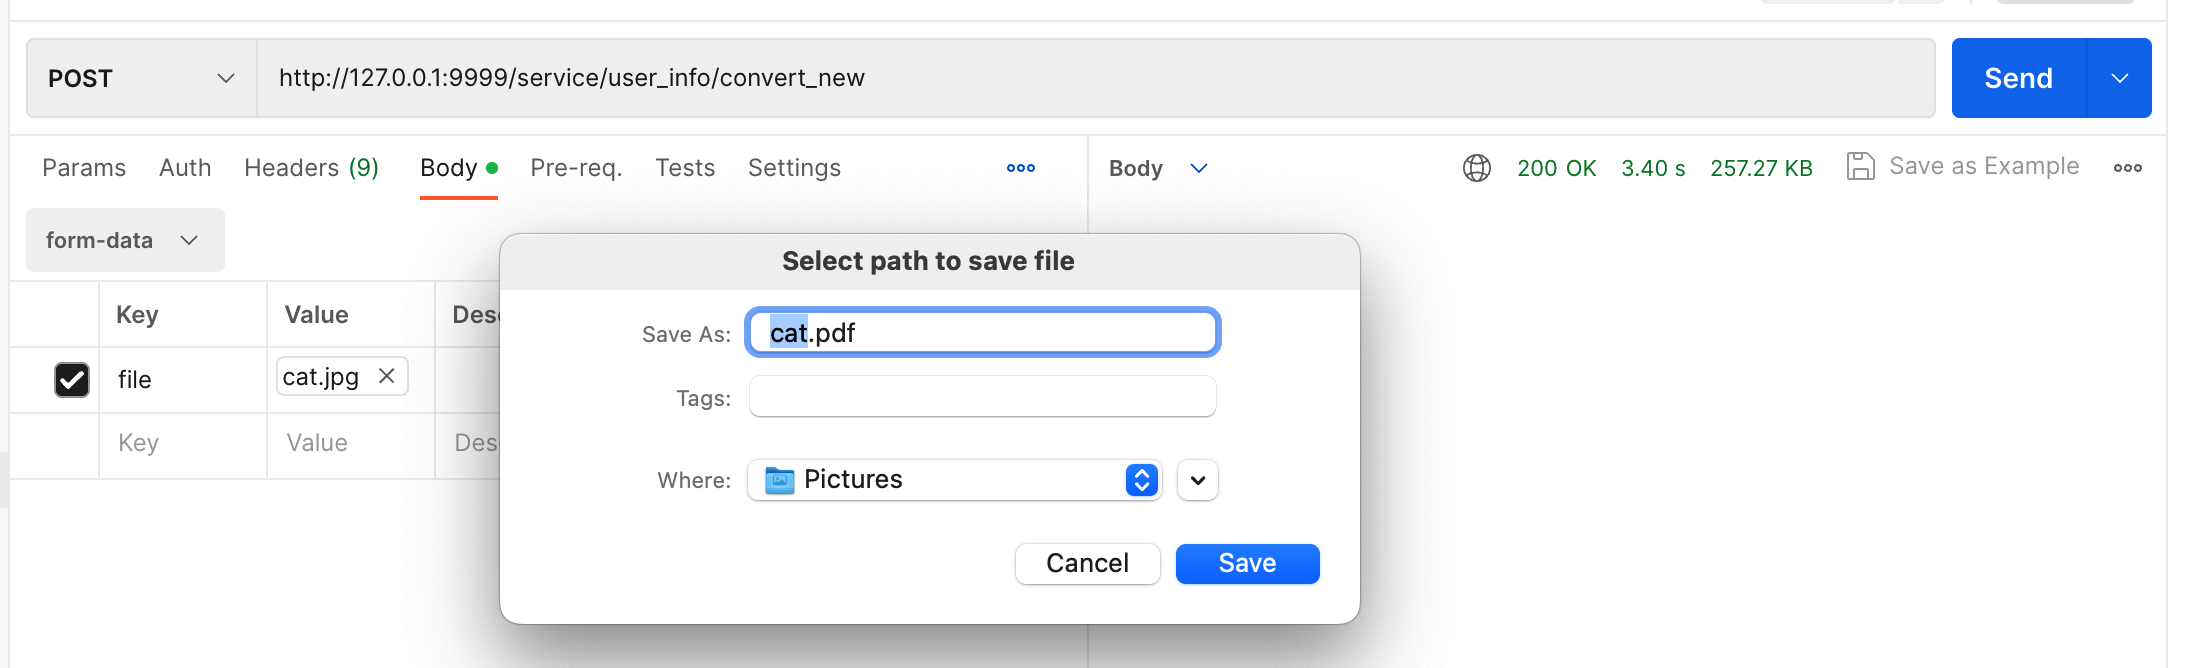 POST
http://127.0.0.1:9999/service/user_info/convert_new
Send
Params Auth Headers (9) Body Pre-req. Tests Settings
Body 200 OK 3.40 s 257.27 KB Save as Example
form-data
Key Value
file cat.jpg
Key Value
Select path to save file
Save As: cat.pdf
Tags:
Where: Pictures
Cancel Save